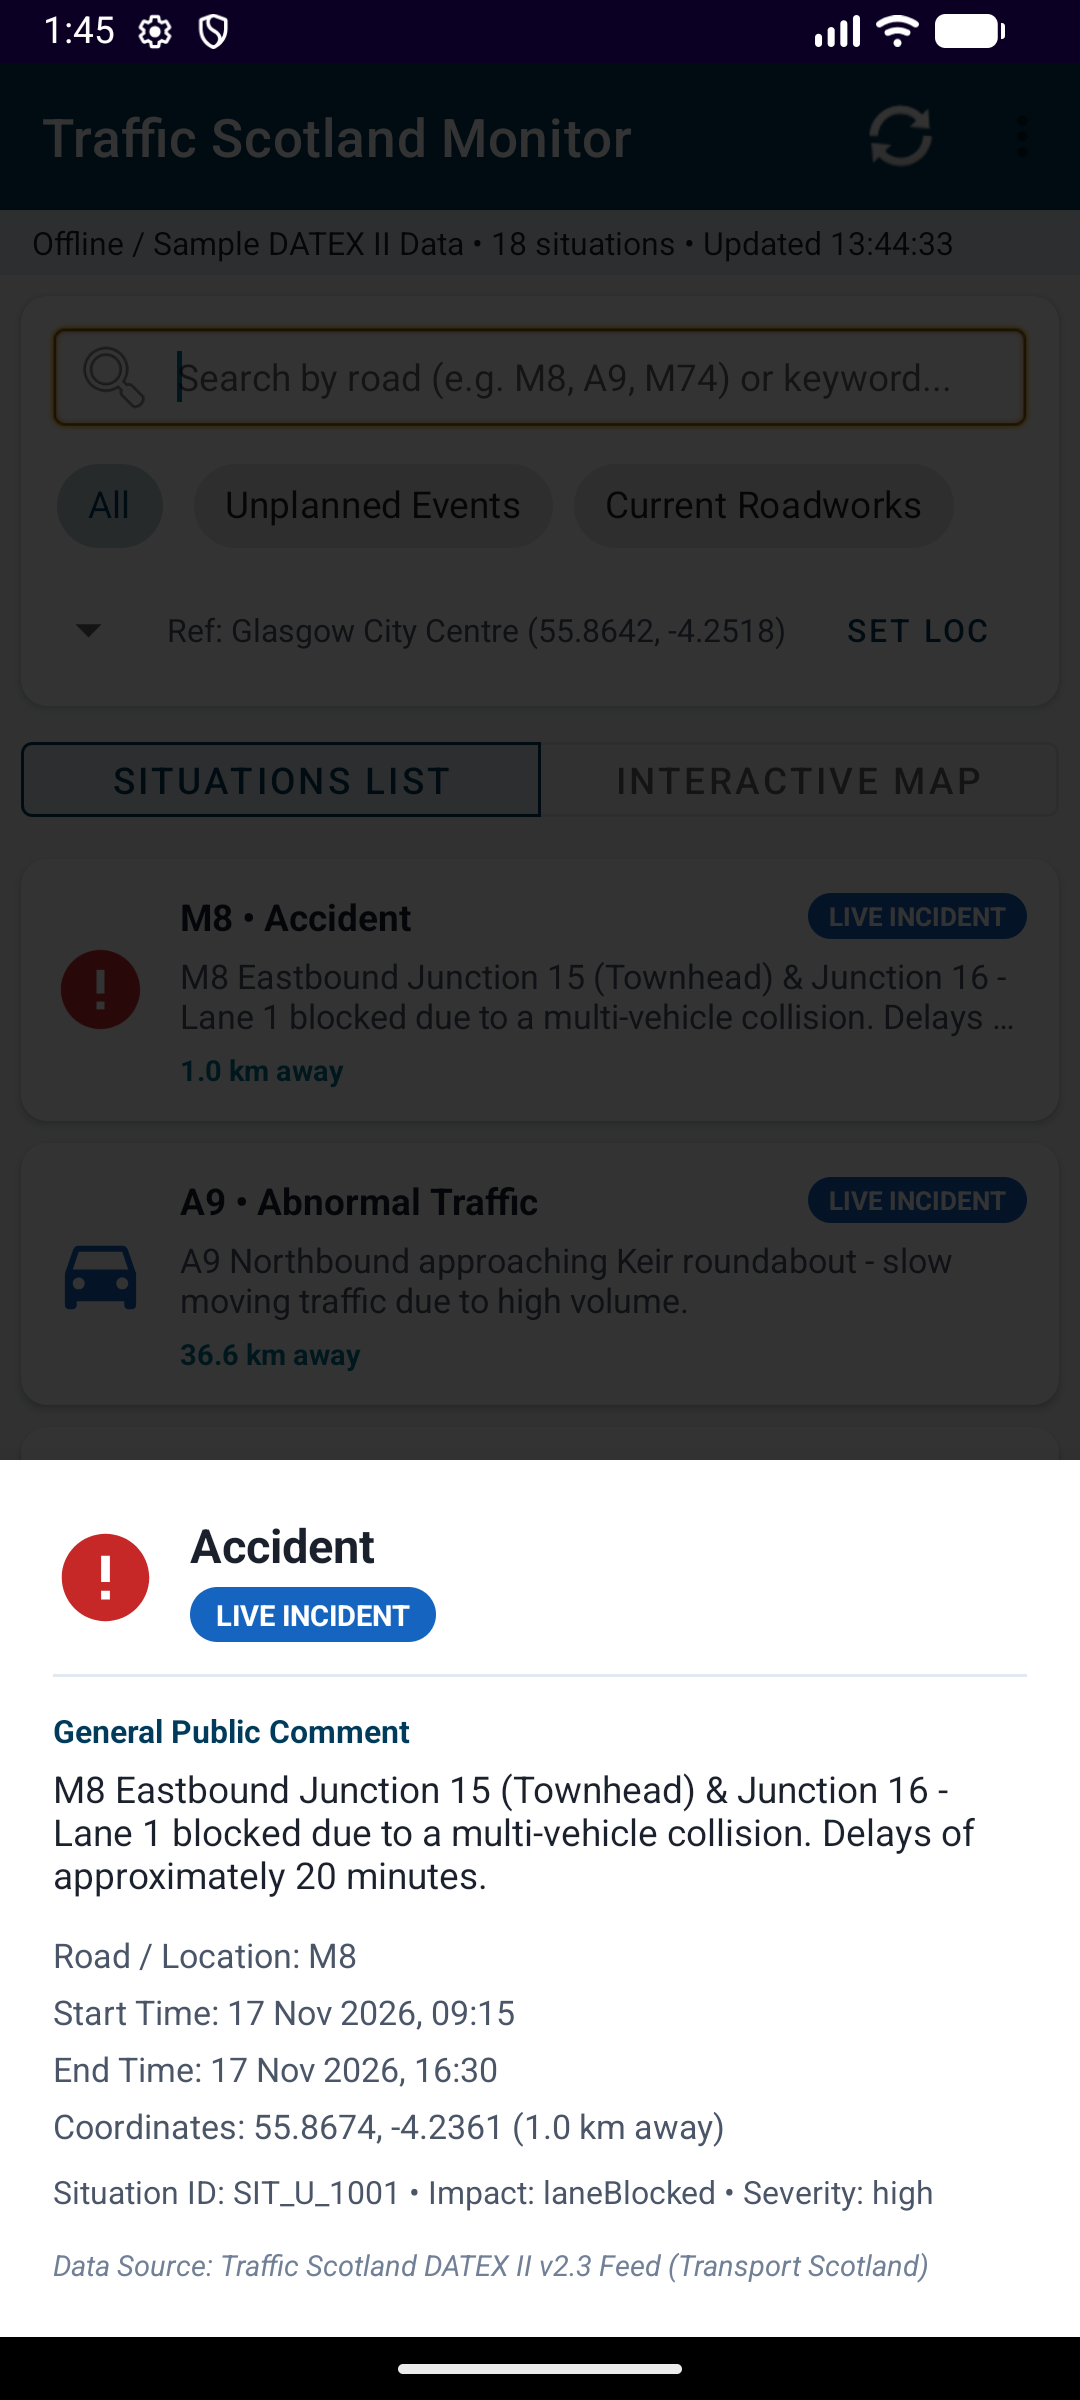 1:45
Traffic Scotland Monitor
Offline / Sample DATEX II Data • 18 situations • Updated 13:44:33
Search by road (e.g. M8, A9, M74) or keyword...
All
Unplanned Events
Current Roadworks
Ref: Glasgow City Centre (55.8642, -4.2518)
SET LOC
SITUATIONS LIST
INTERACTIVE MAP
M8 • Accident
LIVE INCIDENT
M8 Eastbound Junction 15 (Townhead) & Junction 16 -
Lane 1 blocked due to a multi-vehicle collision. Delays ...
1.0 km away
A9 • Abnormal Traffic
LIVE INCIDENT
A9 Northbound approaching Keir roundabout - slow
moving traffic due to high volume.
36.6 km away
Accident
LIVE INCIDENT
General Public Comment
M8 Eastbound Junction 15 (Townhead) & Junction 16 -
Lane 1 blocked due to a multi-vehicle collision. Delays of
approximately 20 minutes.
Road / Location: M8
Start Time: 17 Nov 2026, 09:15
End Time: 17 Nov 2026, 16:30
Coordinates: 55.8674, -4.2361 (1.0 km away)
Situation ID: SIT_U_1001 • Impact: laneBlocked • Severity: high
Data Source: Traffic Scotland DATEX II v2.3 Feed (Transport Scotland)